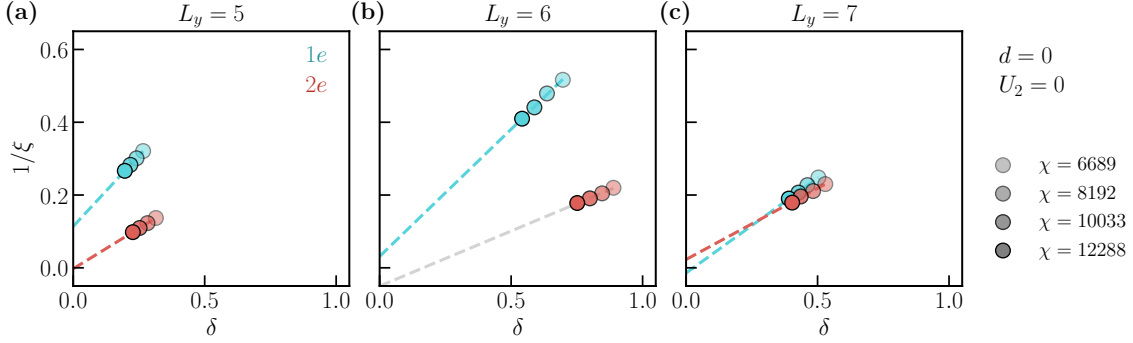 (a) L_y = 5
(b) L_y = 6
(c) L_y = 7
1e
2e
0.6
0.4
0.2
0.0
1/ξ
0.0 0.5 1.0
δ
0.0 0.5 1.0
δ
0.0 0.5 1.0
δ
d = 0
U_2 = 0
χ = 6689
χ = 8192
χ = 10033
χ = 12288